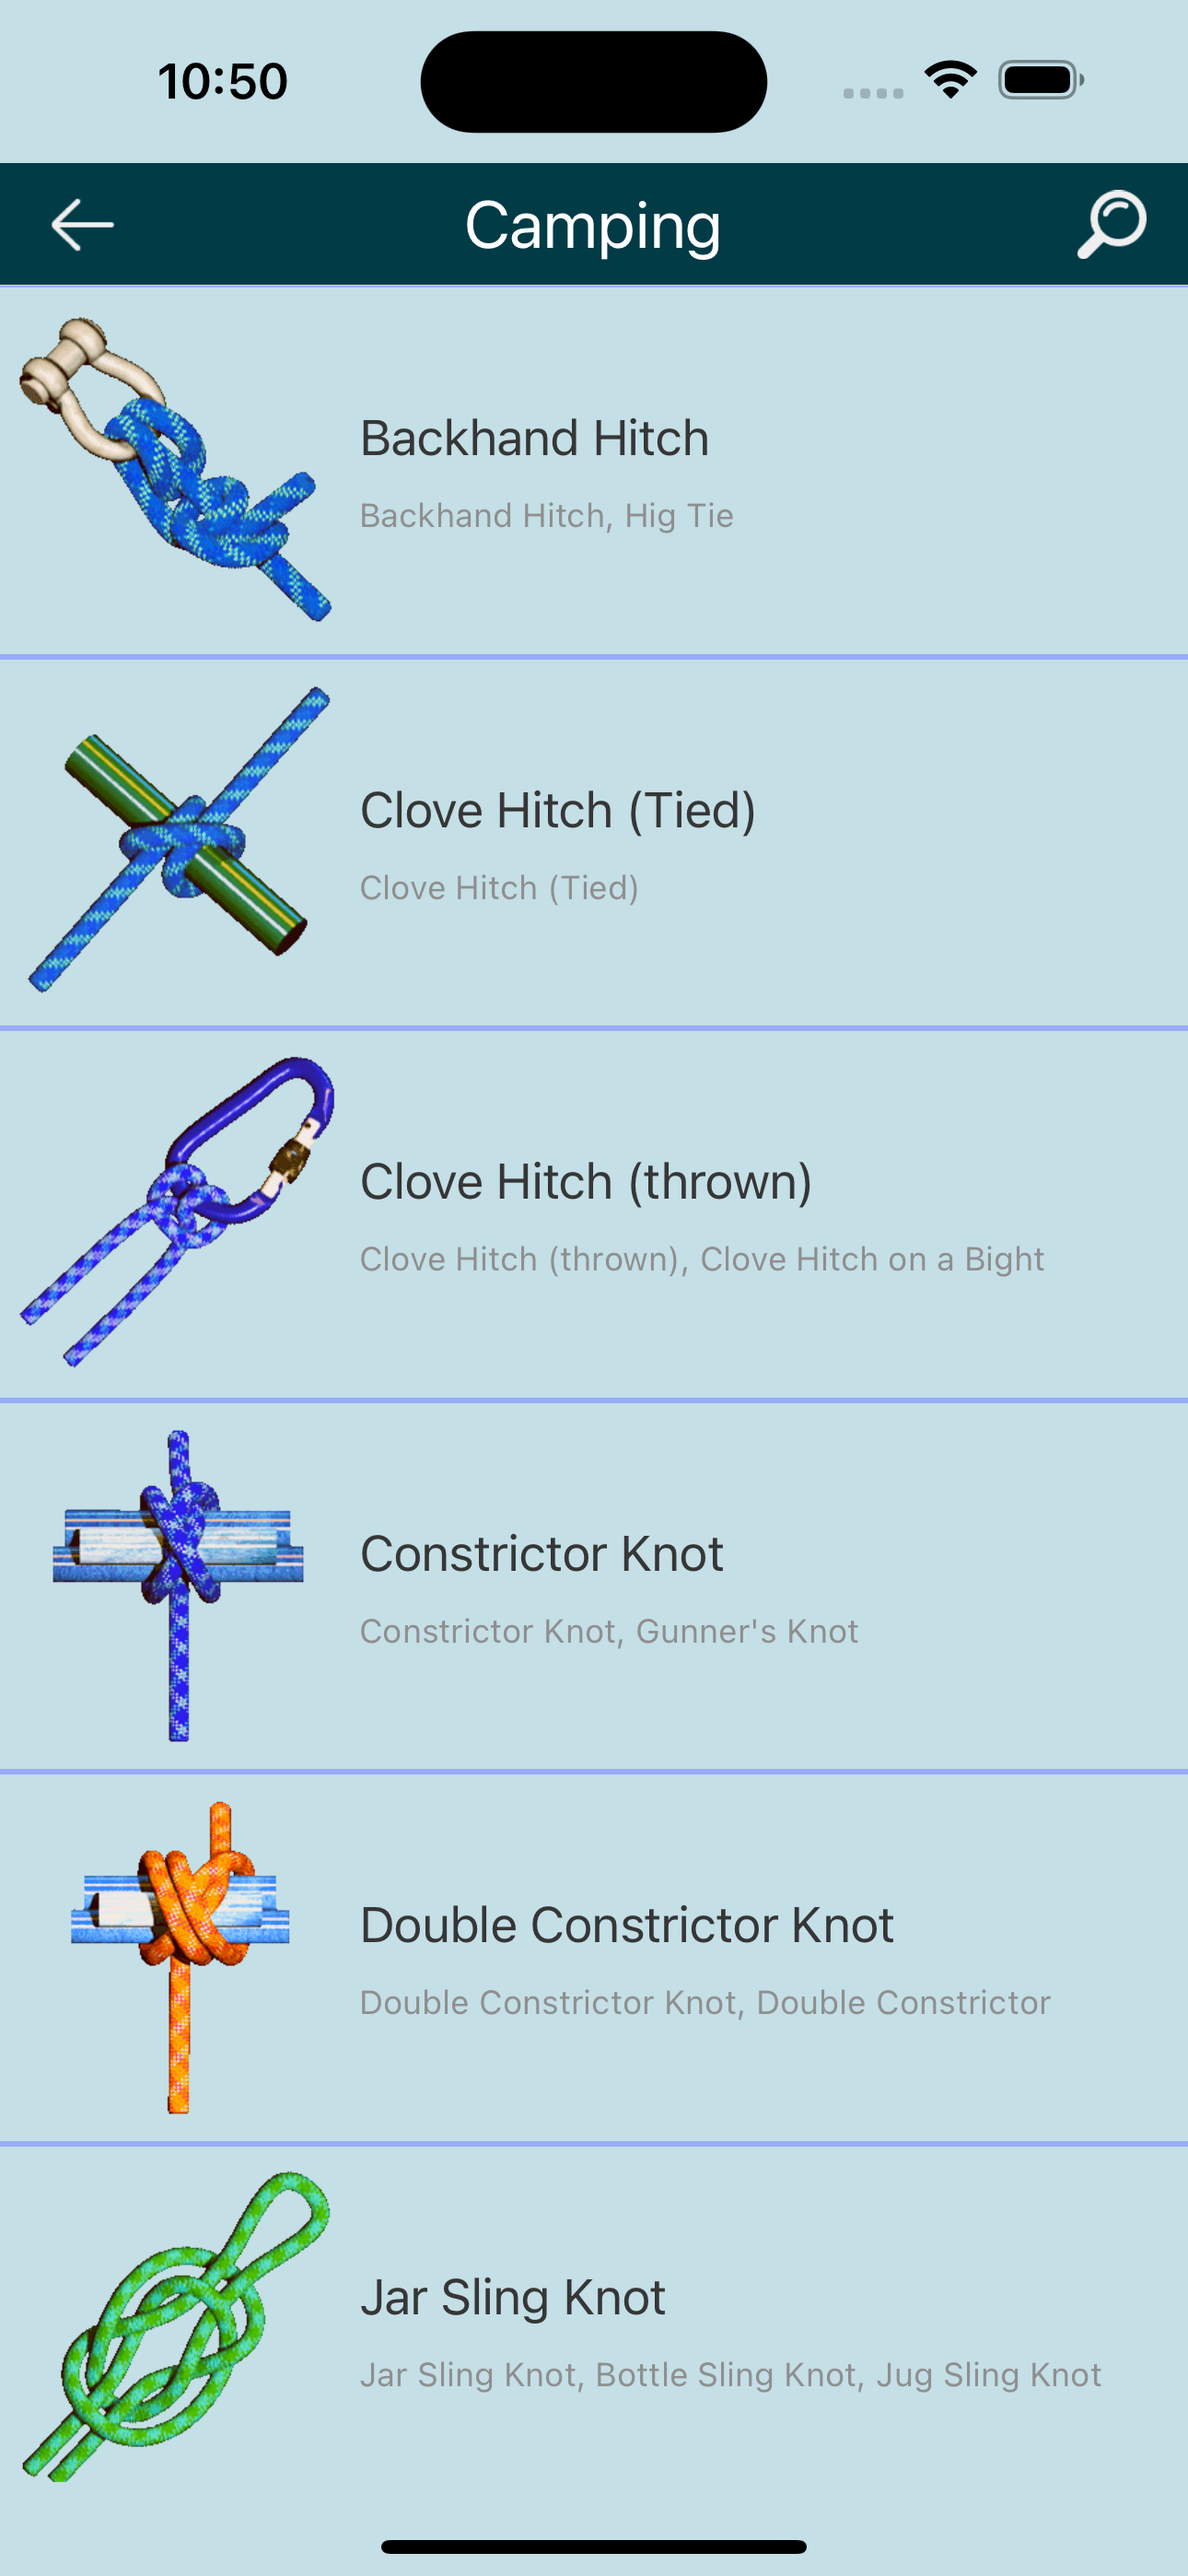 10:50
Camping
Backhand Hitch
Backhand Hitch, Hig Tie
Clove Hitch (Tied)
Clove Hitch (Tied)
Clove Hitch (thrown)
Clove Hitch (thrown), Clove Hitch on a Bight
Constrictor Knot
Constrictor Knot, Gunner's Knot
Double Constrictor Knot
Double Constrictor Knot, Double Constrictor
Jar Sling Knot
Jar Sling Knot, Bottle Sling Knot, Jug Sling Knot